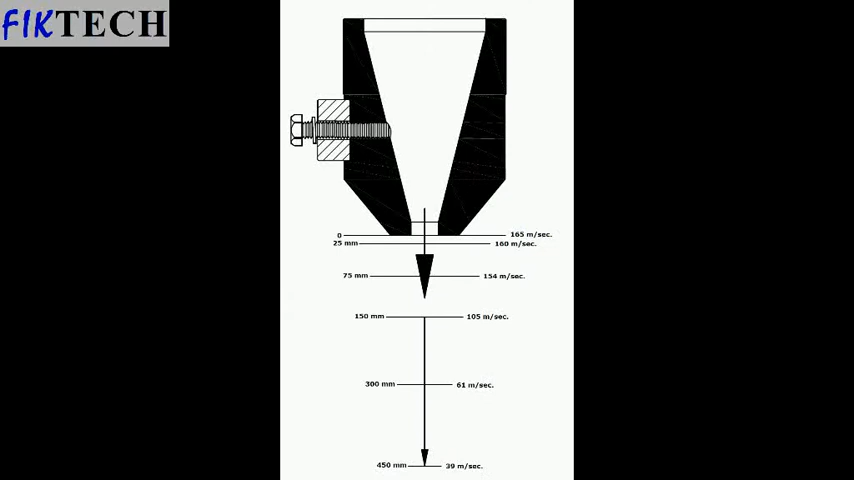 FIKTECH
0 165 m/sec.
25 mm 160 m/sec.
75 mm 154 m/sec.
150 mm 105 m/sec.
300 mm 61 m/sec.
450 mm 39 m/sec.